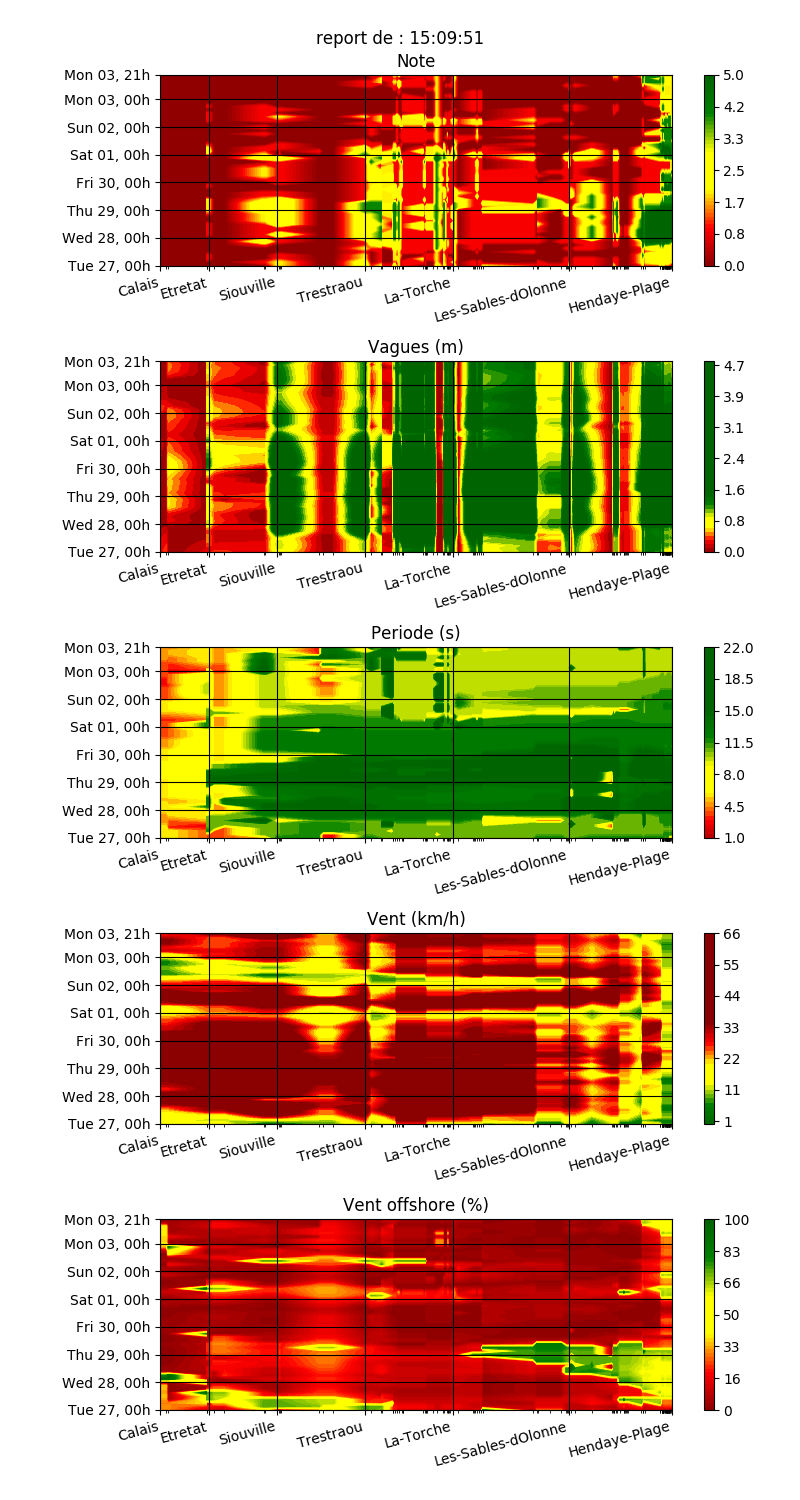 report de : 15:09:51
Note
Mon 03, 21h
Mon 03, 00h
Sun 02, 00h
Sat 01, 00h
Fri 30, 00h
Thu 29, 00h
Wed 28, 00h
Tue 27, 00h
Calais
Etretat
Siouville
Trestraou
La-Torche
Les-Sables-dOlonne
Hendaye-Plage
5.0
4.2
3.3
2.5
1.7
0.8
0.0
Vagues (m)
Mon 03, 21h
Mon 03, 00h
Sun 02, 00h
Sat 01, 00h
Fri 30, 00h
Thu 29, 00h
Wed 28, 00h
Tue 27, 00h
Calais
Etretat
Siouville
Trestraou
La-Torche
Les-Sables-dOlonne
Hendaye-Plage
4.7
3.9
3.1
2.4
1.6
0.8
0.0
Periode (s)
Mon 03, 21h
Mon 03, 00h
Sun 02, 00h
Sat 01, 00h
Fri 30, 00h
Thu 29, 00h
Wed 28, 00h
Tue 27, 00h
Calais
Etretat
Siouville
Trestraou
La-Torche
Les-Sables-dOlonne
Hendaye-Plage
22.0
18.5
15.0
11.5
8.0
4.5
1.0
Vent (km/h)
Mon 03, 21h
Mon 03, 00h
Sun 02, 00h
Sat 01, 00h
Fri 30, 00h
Thu 29, 00h
Wed 28, 00h
Tue 27, 00h
Calais
Etretat
Siouville
Trestraou
La-Torche
Les-Sables-dOlonne
Hendaye-Plage
66
55
44
33
22
11
1
Vent offshore (%)
Mon 03, 21h
Mon 03, 00h
Sun 02, 00h
Sat 01, 00h
Fri 30, 00h
Thu 29, 00h
Wed 28, 00h
Tue 27, 00h
Calais
Etretat
Siouville
Trestraou
La-Torche
Les-Sables-dOlonne
Hendaye-Plage
100
83
66
50
33
16
0